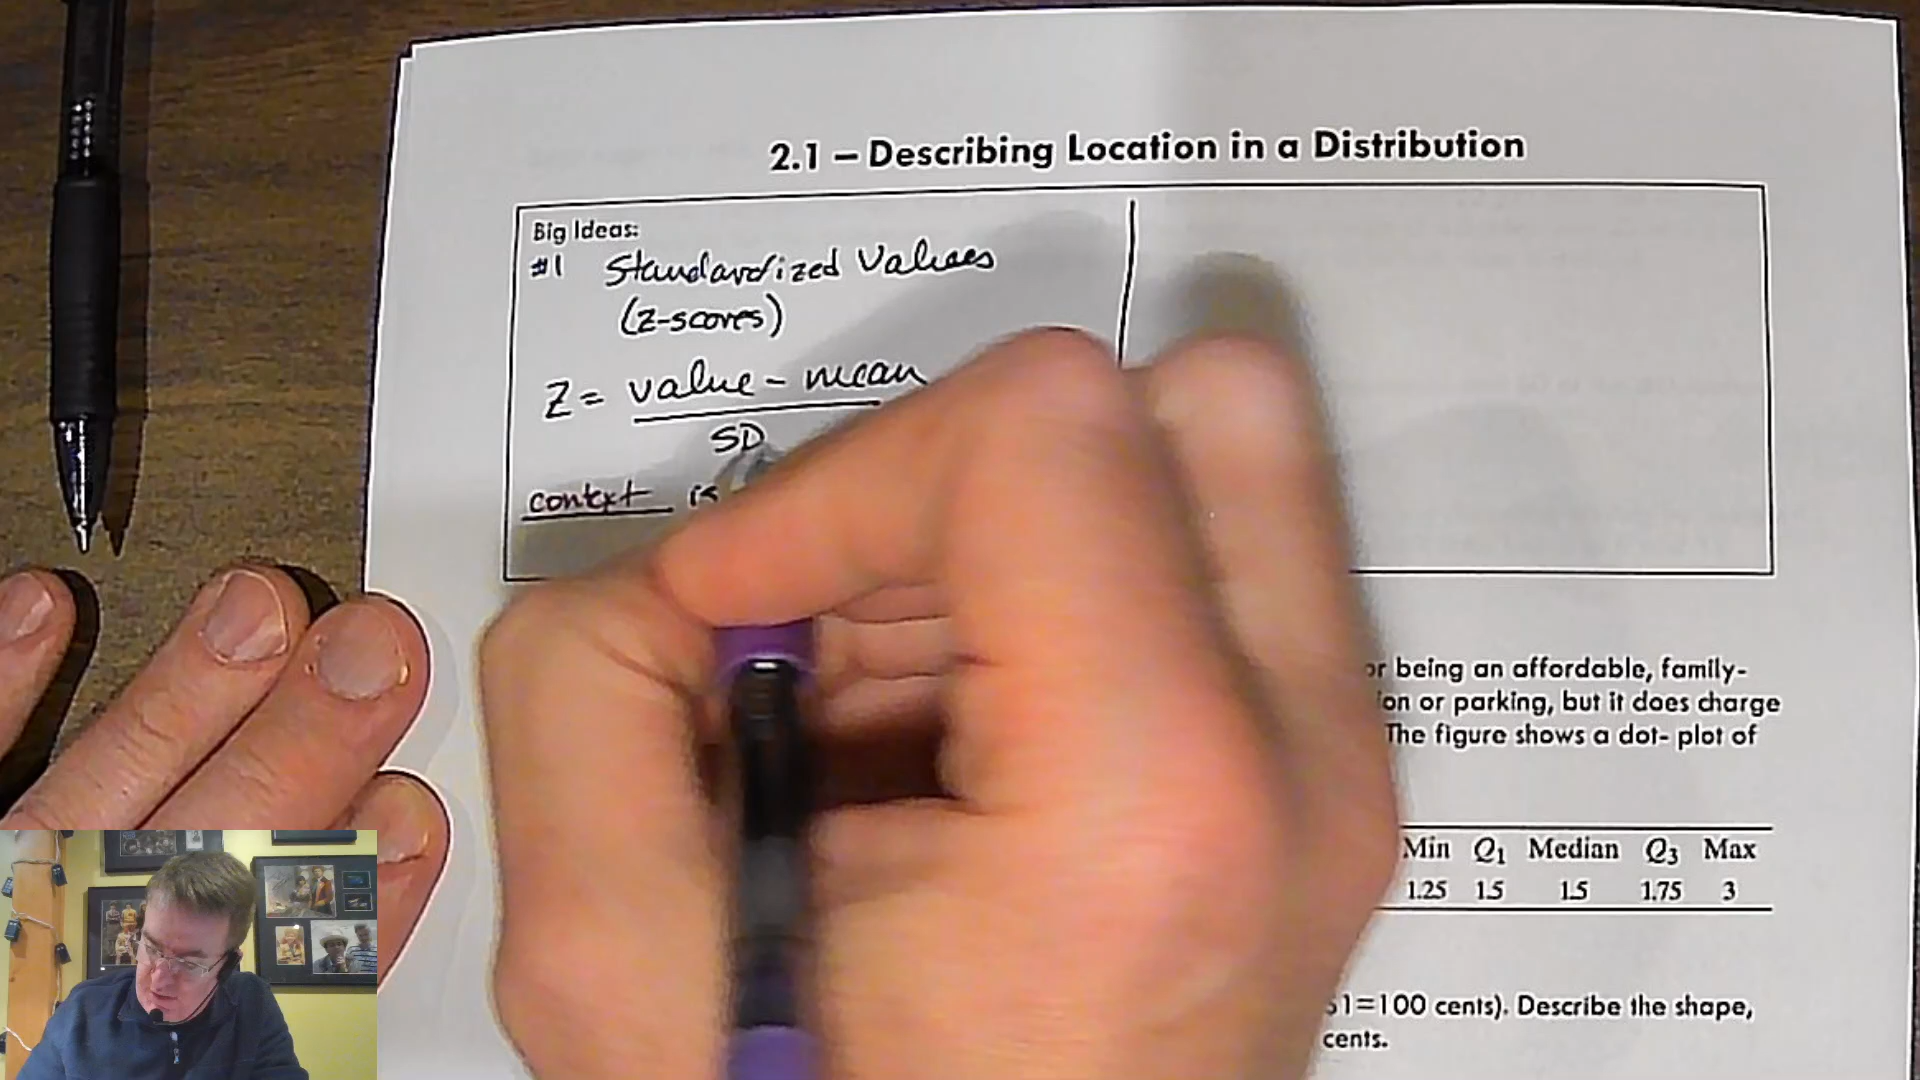 2.1 – Describing Location in a Distribution
Big Ideas:
#1 Standardized Values
(z-scores)
Z = value - mean
SD
context is
or being an affordable, family-
ion or parking, but it does charge
The figure shows a dot- plot of
Min Q1 Median Q3 Max
1.25 1.5 1.5 1.75 3
1=100 cents). Describe the shape,
cents.